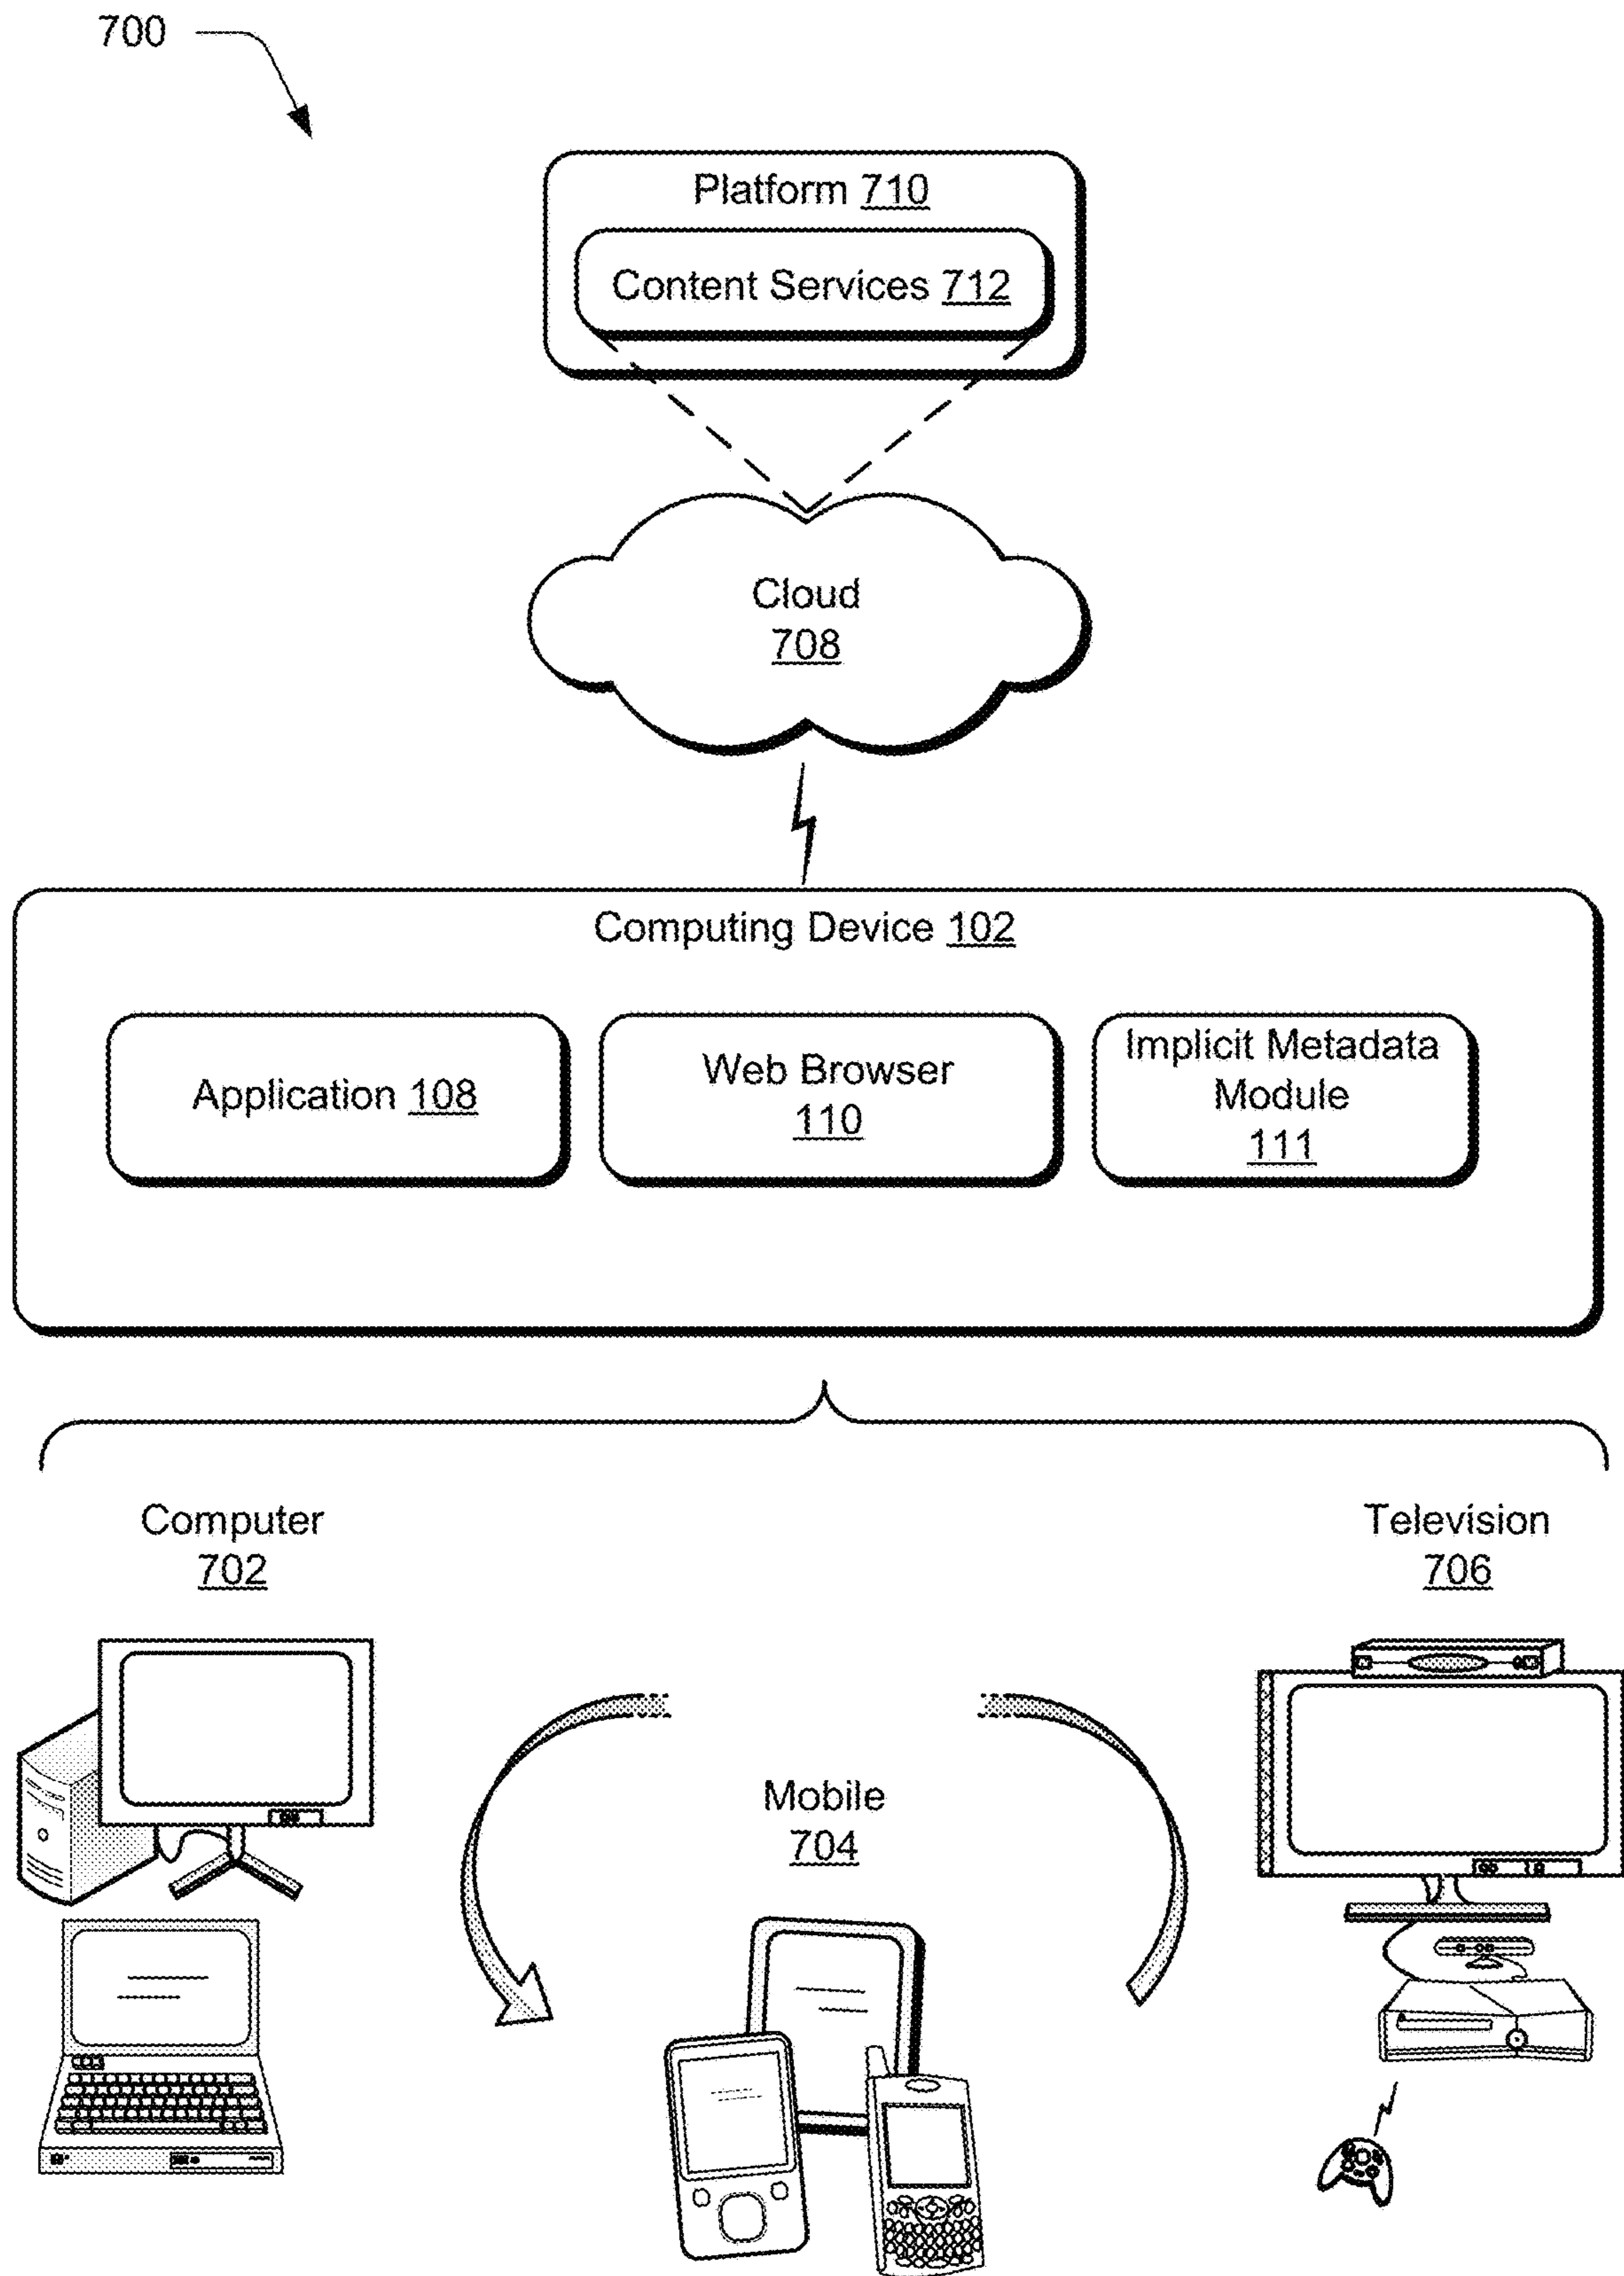 700
Platform 710
Content Services 712
Cloud
708
Computing Device 102
Application 108
Web Browser
110
Implicit Metadata
Module
111
Computer
702
Television
706
Mobile
704